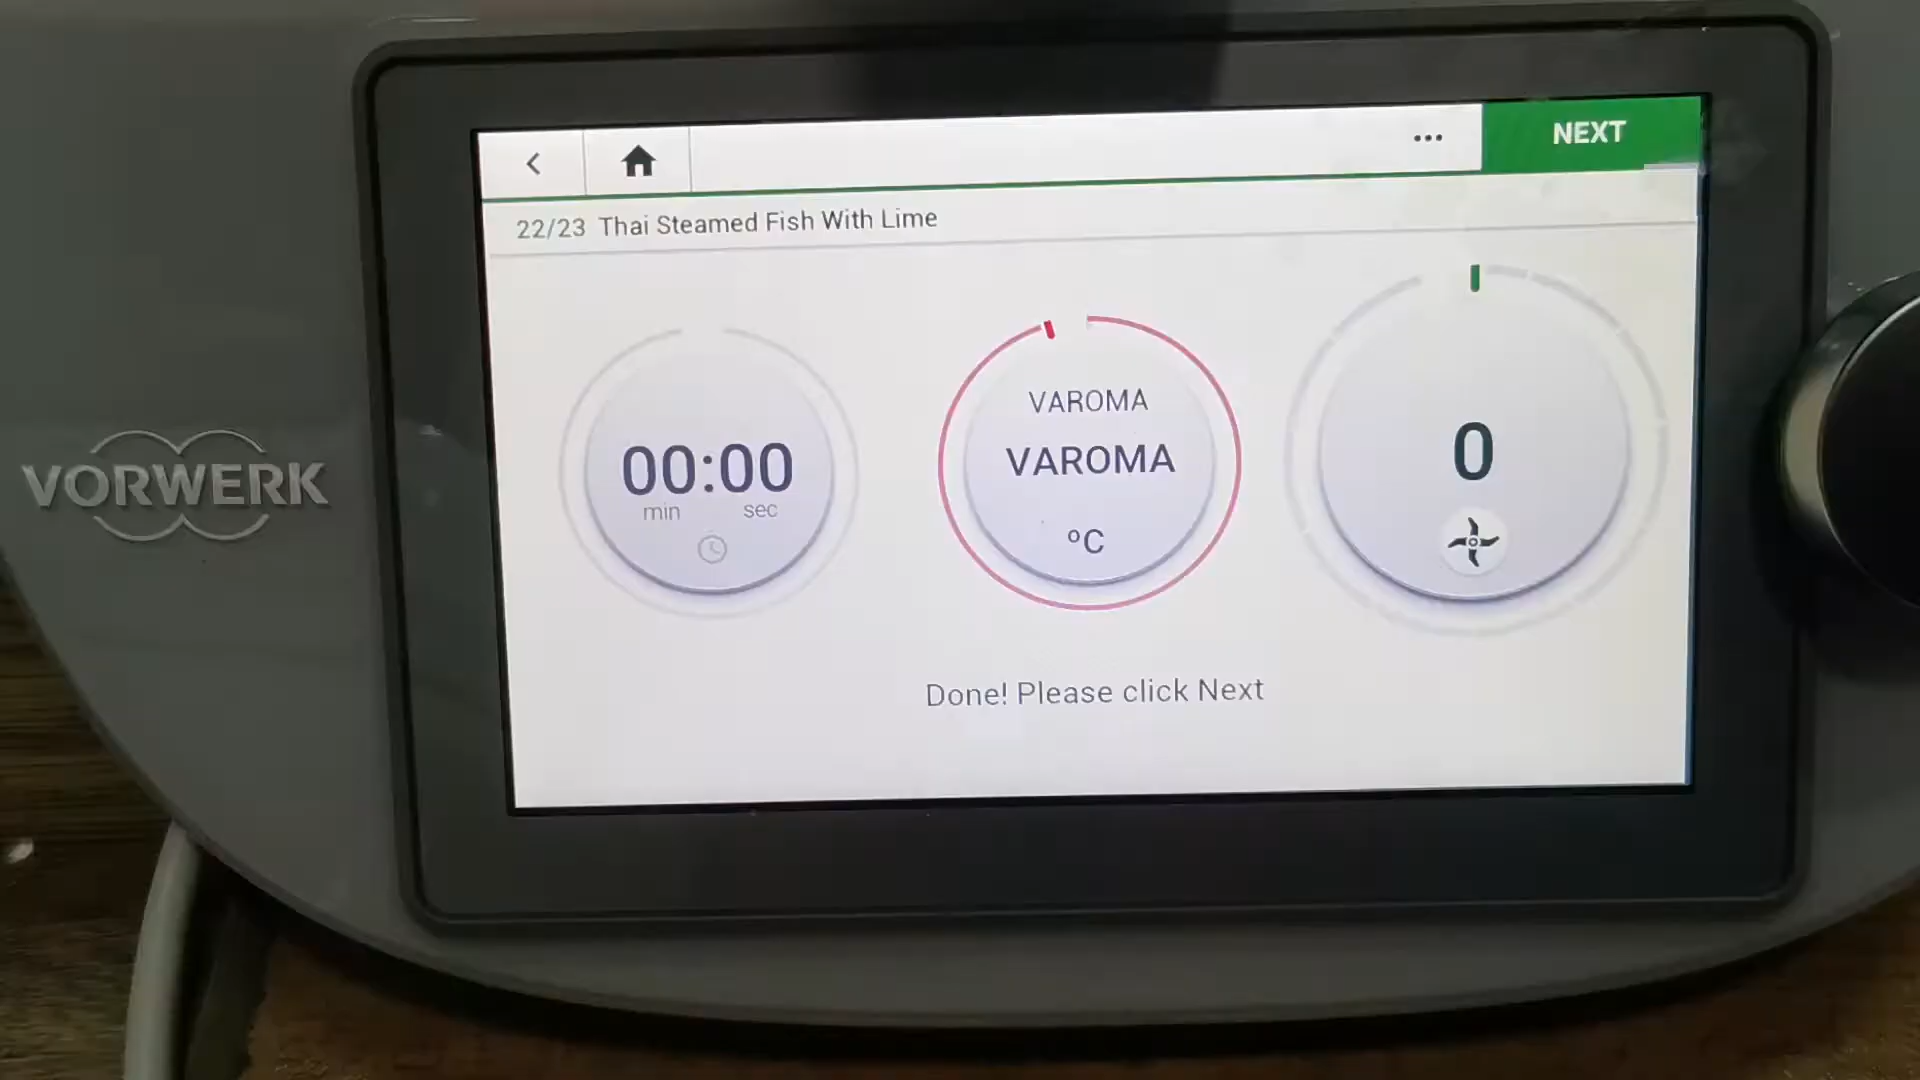 NEXT
22/23 Thai Steamed Fish With Lime
00:00
min sec
VAROMA
VAROMA
°C
0
Done! Please click Next
VORWERK